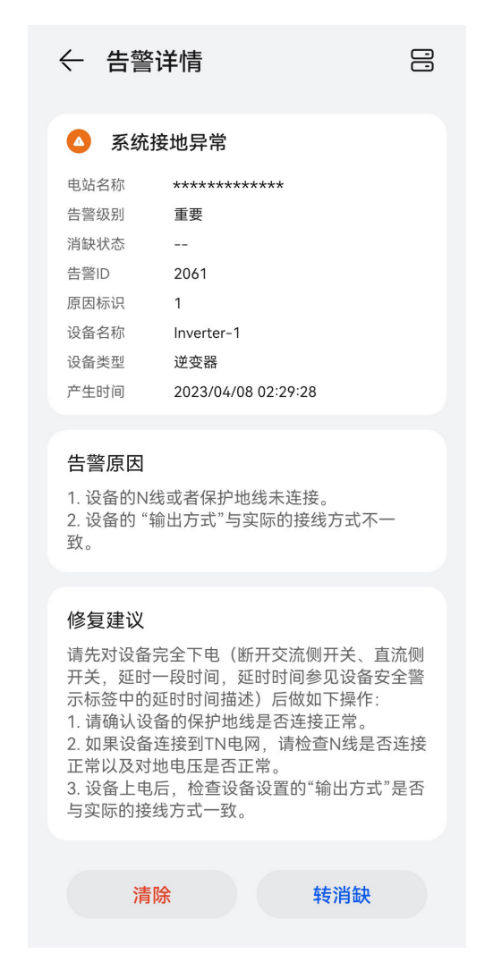 告警详情
系统接地异常
电站名称 *************
告警级别 重要
消缺状态 --
告警ID 2061
原因标识 1
设备名称 Inverter-1
设备类型 逆变器
产生时间 2023/04/08 02:29:28
告警原因
1. 设备的N线或者保护地线未连接。
2. 设备的 “输出方式”与实际的接线方式不一
致。
修复建议
请先对设备完全下电（断开交流侧开关、直流侧
开关，延时一段时间，延时时间参见设备安全警
示标签中的延时时间描述）后做如下操作：
1. 请确认设备的保护地线是否连接正常。
2. 如果设备连接到TN电网，请检查N线是否连接
正常以及对地电压是否正常。
3. 设备上电后，检查设备设置的“输出方式”是否
与实际的接线方式一致。
清除 转消缺